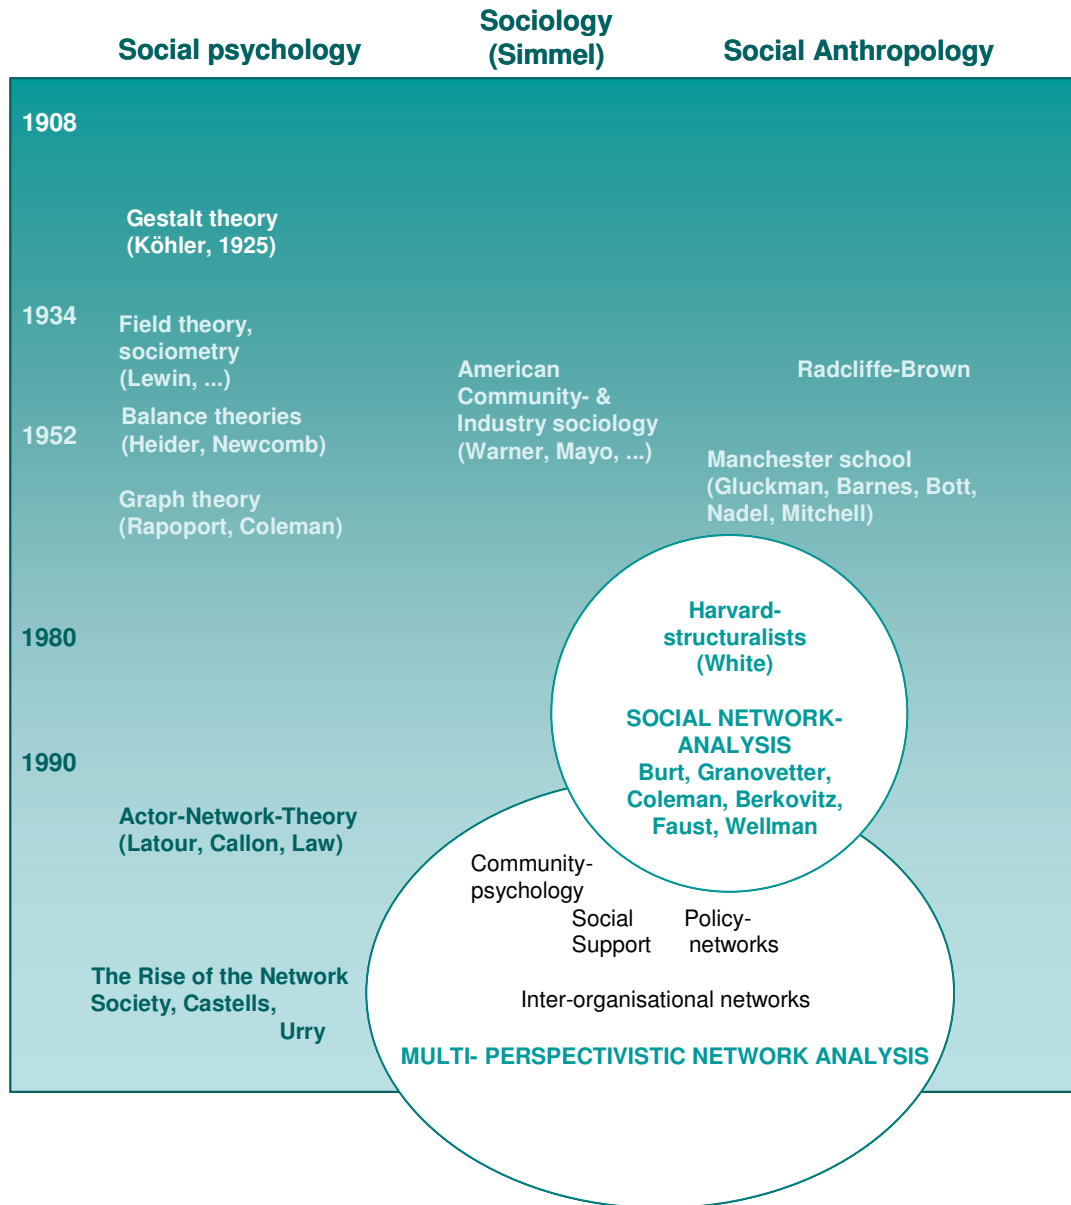 Social psychology
Sociology
(Simmel)
Social Anthropology
1908
Gestalt theory
(Köhler, 1925)
1934
Field theory,
sociometry
(Lewin, ...)
American
Community- &
Industry sociology
(Warner, Mayo, ...)
Radcliffe-Brown
1952
Balance theories
(Heider, Newcomb)
Manchester school
(Gluckman, Barnes, Bott,
Nadel, Mitchell)
Graph theory
(Rapoport, Coleman)
1980
Harvard-
structuralists
(White)
SOCIAL NETWORK-
ANALYSIS
Burt, Granovetter,
Coleman, Berkovitz,
Faust, Wellman
1990
Actor-Network-Theory
(Latour, Callon, Law)
Community-
psychology
Social
Support
Policy-
networks
The Rise of the Network
Society, Castells,
Urry
Inter-organisational networks
MULTI- PERSPECTIVISTIC NETWORK ANALYSIS